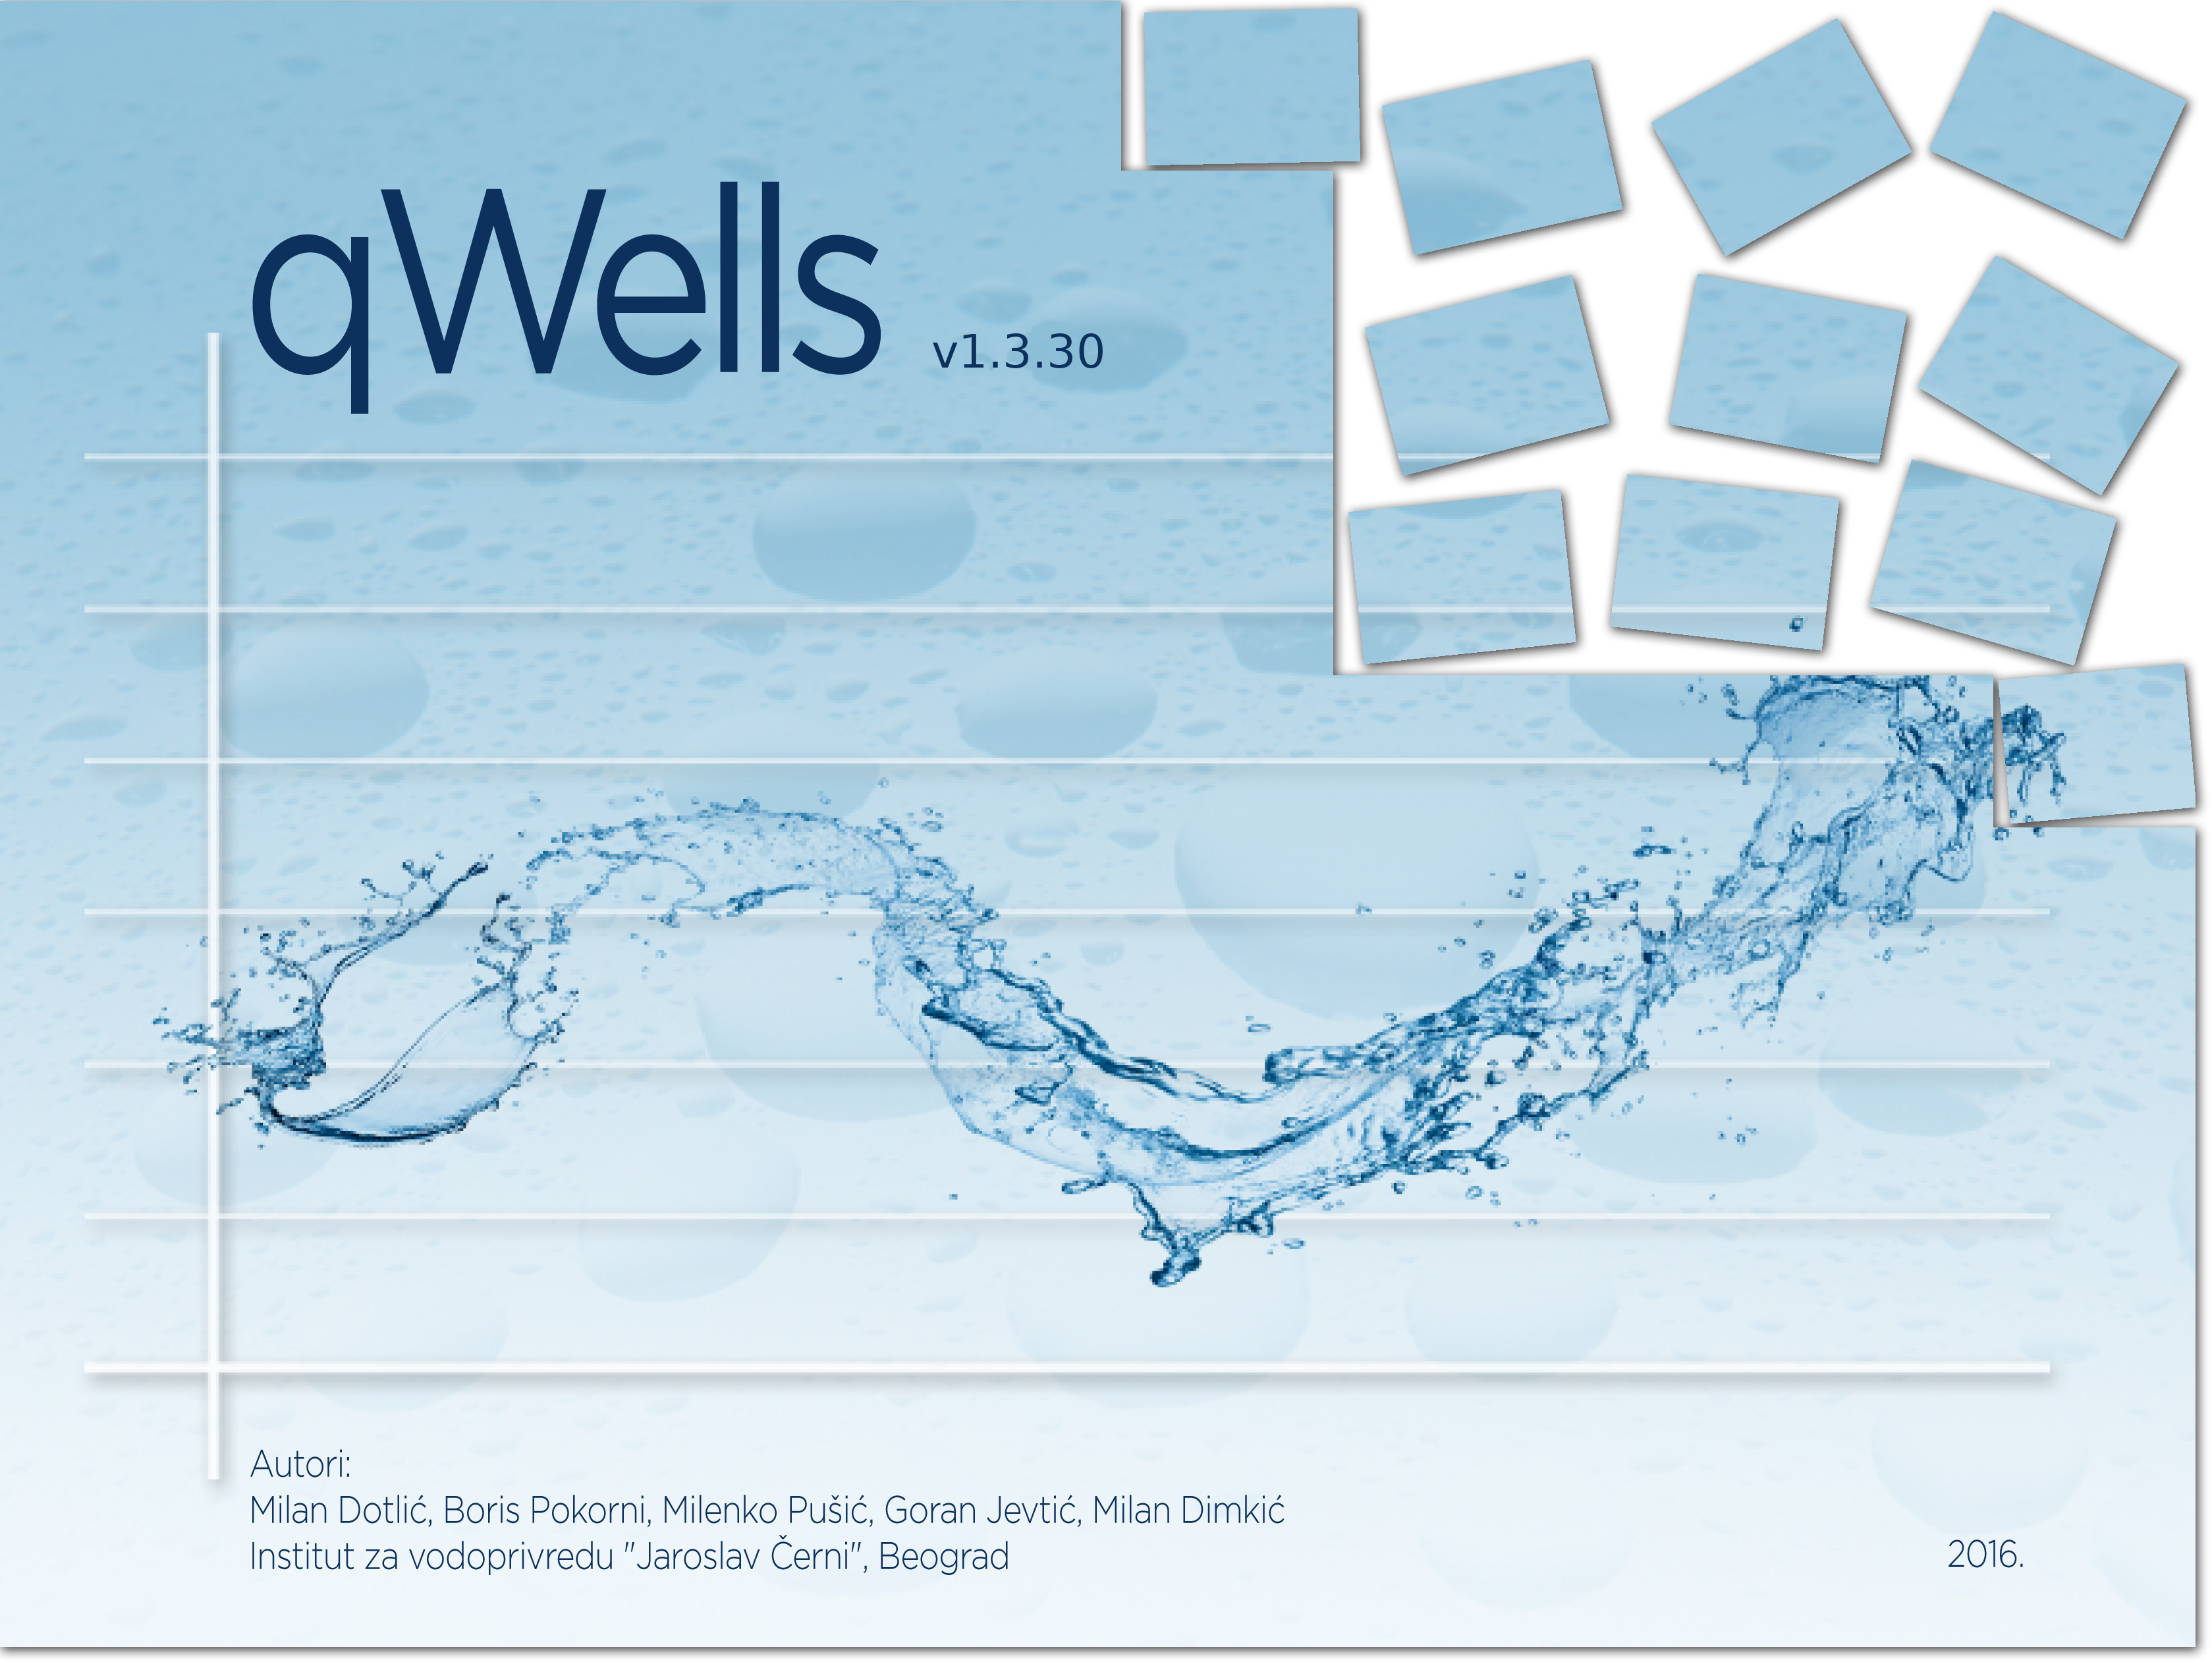 qWells v1.3.30
Autori:
Milan Dotlić, Boris Pokorni, Milenko Pušić, Goran Jevtić, Milan Dimkić
Institut za vodoprivredu "Jaroslav Černi", Beograd
2016.